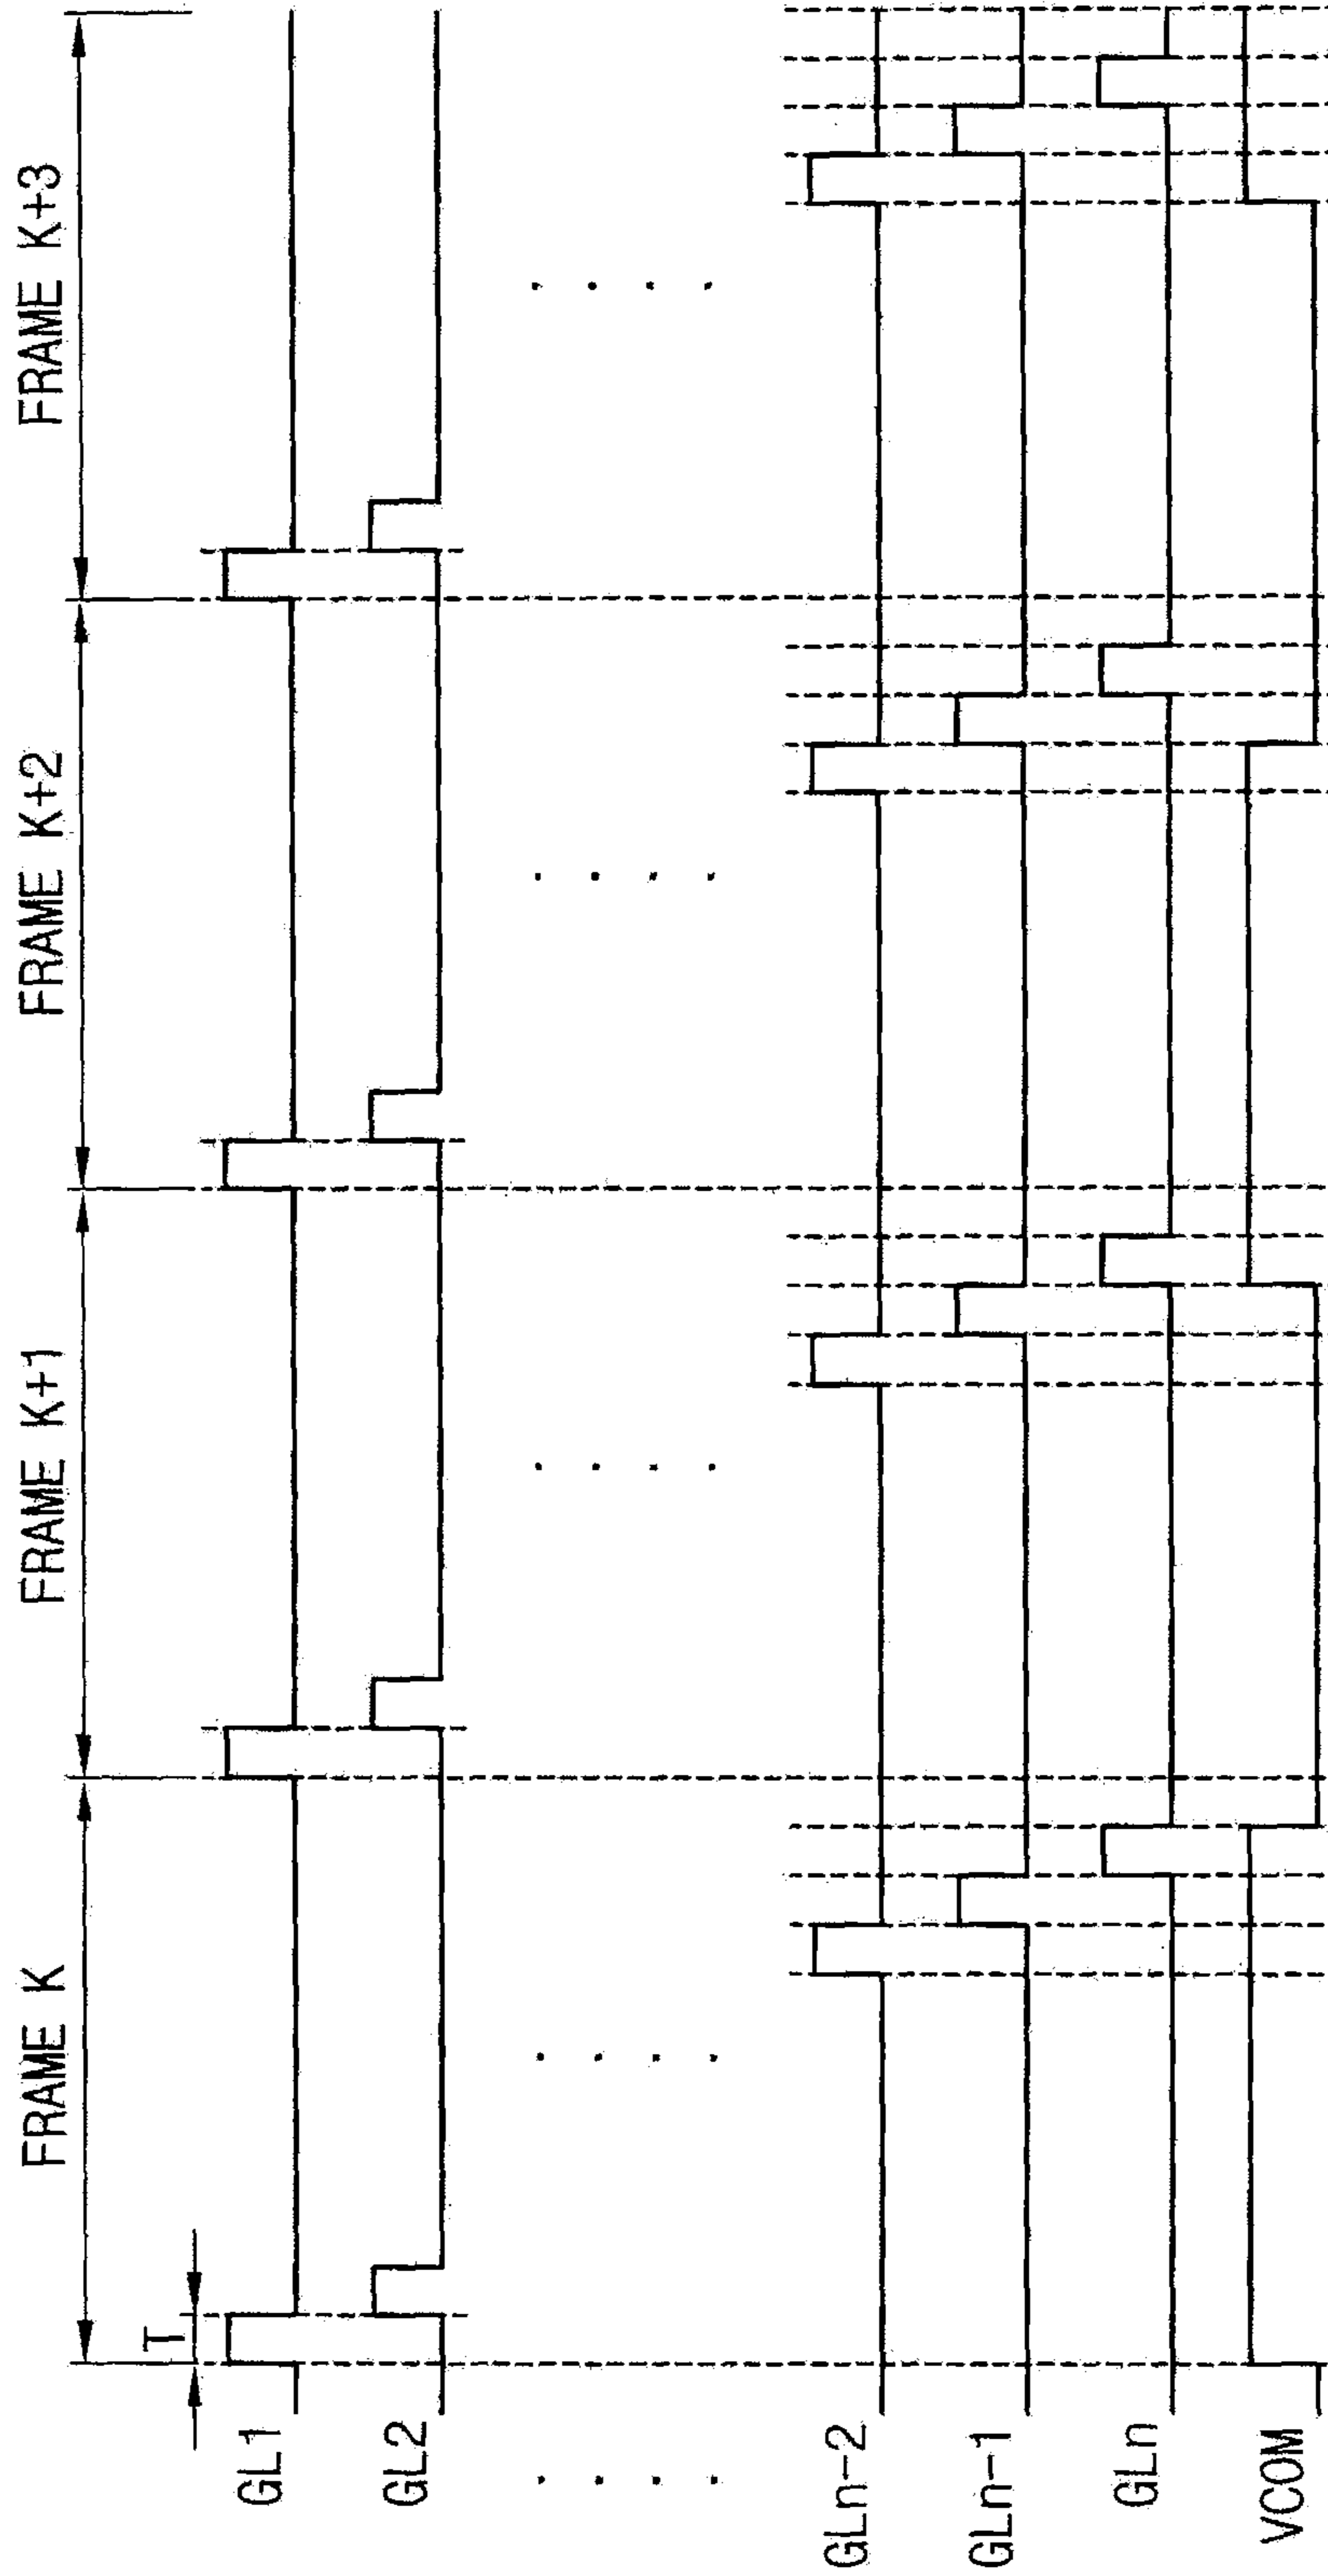 FRAME K
FRAME K+1
FRAME K+2
FRAME K+3
T
GL1
GL2
GLn-2
GLn-1
GLn
VCOM